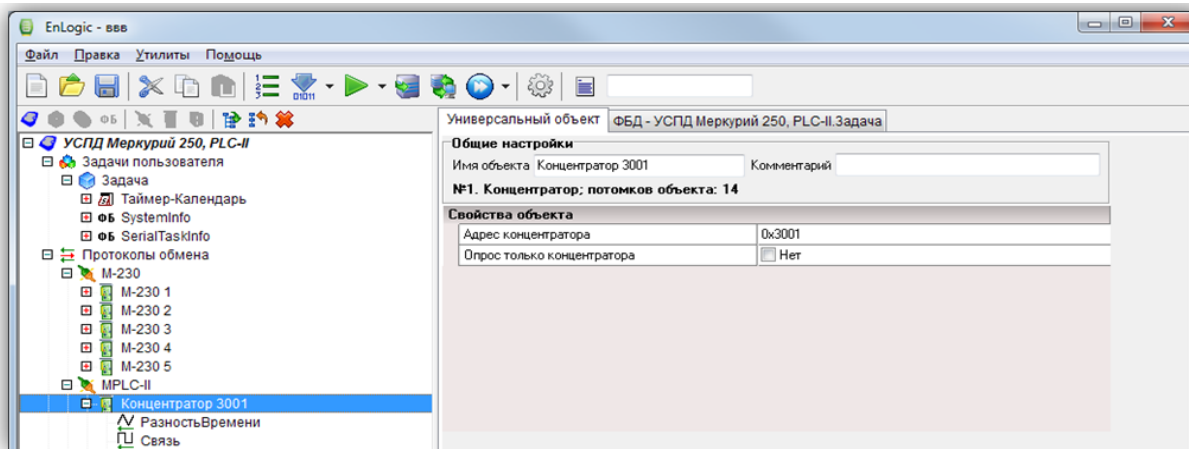 EnLogic - ввв
Файл Правка Утилиты Помощь
Универсальный объект ФБД - УСПД Меркурий 250, PLC-II.Задача
Общие настройки
Имя объекта Концентратор 3001 Комментарий
№1. Концентратор; потомков объекта: 14
Свойства объекта
Адрес концентратора 0x3001
Опрос только концентратора Нет
УСПД Меркурий 250, PLC-II
Задачи пользователя
Задача
Таймер-Календарь
ФБ SystemInfo
ФБ SerialTaskInfo
Протоколы обмена
М-230
М-230 1
М-230 2
М-230 3
М-230 4
М-230 5
MPLC-II
Концентратор 3001
РазностьВремени
Связь